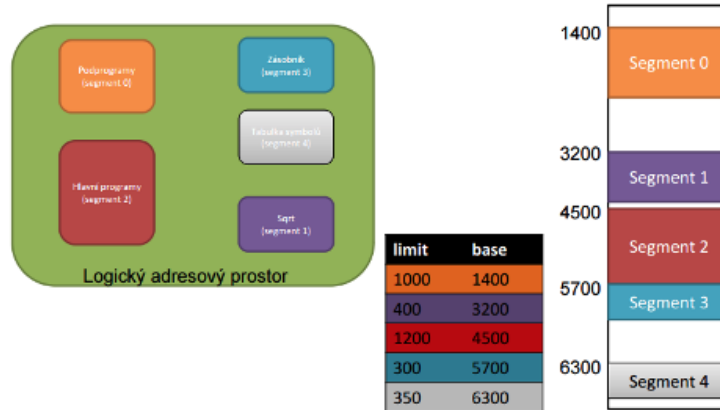 Podprogramy
(segment 0)
Zásobník
(segment 3)
Tabulka symbolů
(segment 4)
Hlavní programy
(segment 2)
Sqrt
(segment 1)
Logický adresový prostor
limit base
1000 1400
400 3200
1200 4500
300 5700
350 6300
1400
Segment 0
3200
Segment 1
4500
Segment 2
5700
Segment 3
6300
Segment 4